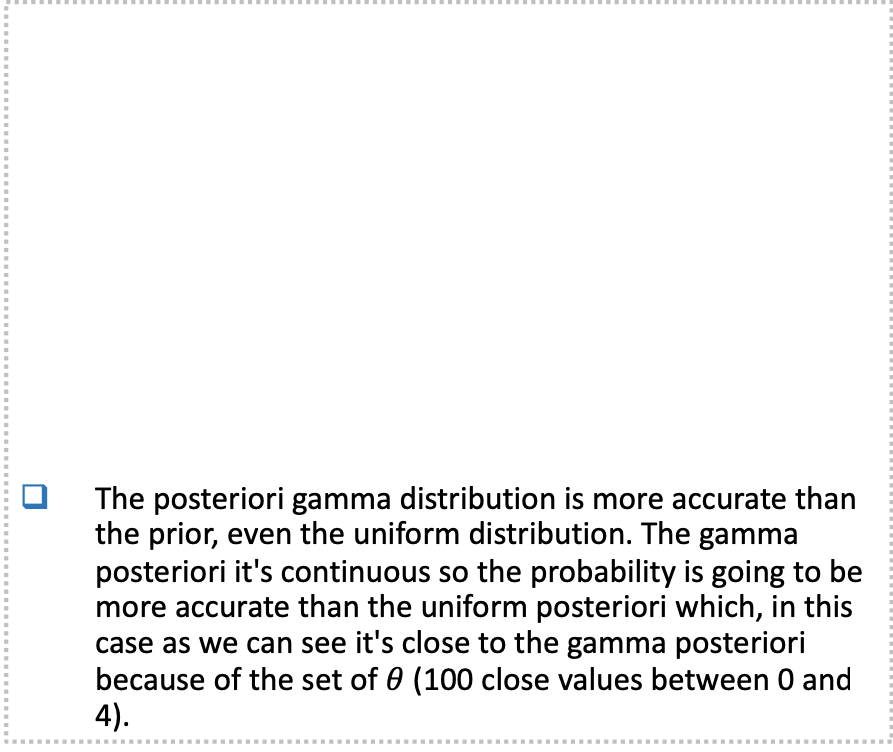 The posteriori gamma distribution is more accurate than
the prior, even the uniform distribution. The gamma
posteriori it's continuous so the probability is going to be
more accurate than the uniform posteriori which, in this
case as we can see it's close to the gamma posteriori
because of the set of θ (100 close values between 0 and
4).